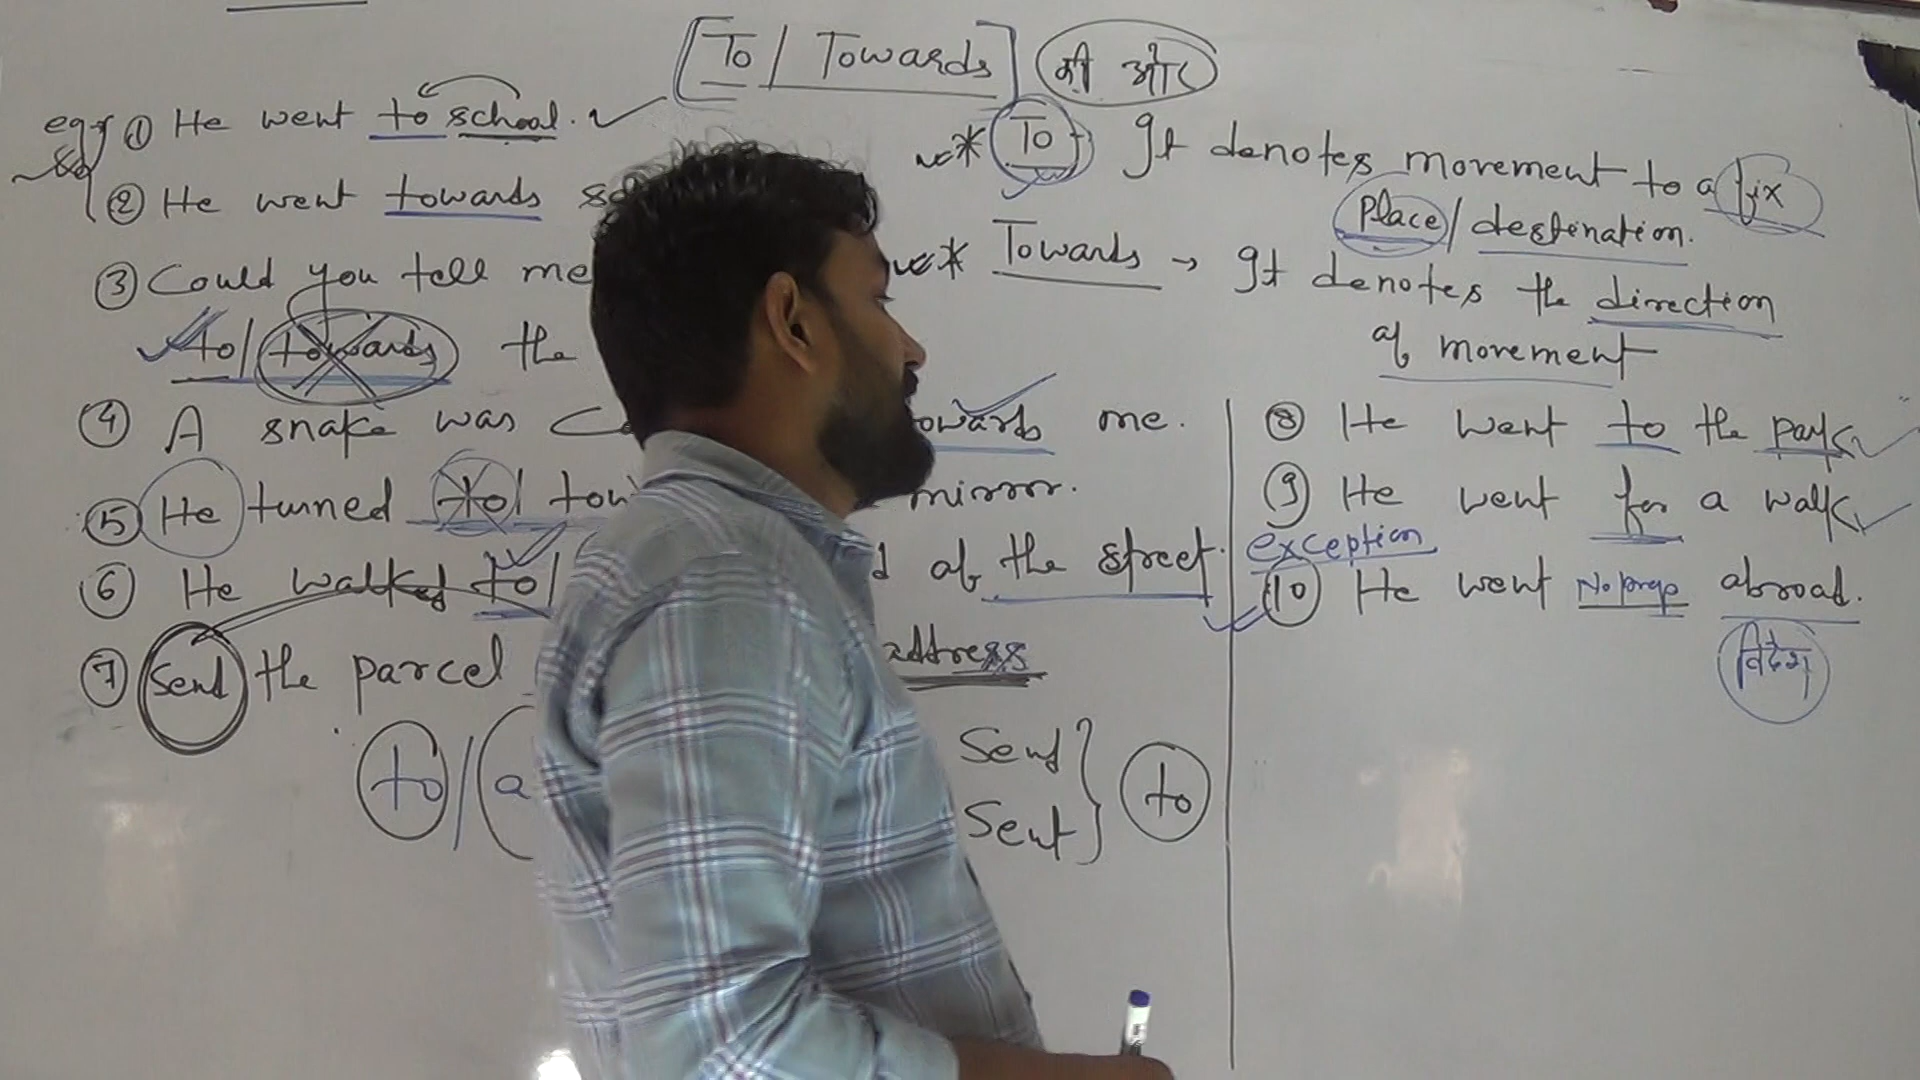 [To / Towards] की ओर
eg ① He went to school.
② He went towards
③ Could you tell me
to / towards the
④ A snake was towards me.
⑤ He turned to / mirror.
⑥ He walked to / of the street.
⑦ Send the parcel address
to /
Send
Sent } to
* To → It denotes movement to a fix
place / destination.
* Towards → It denotes the direction
of movement
⑧ He went to the park
⑨ He went for a walk
exception
⑩ He went No prep abroad.
विदेश